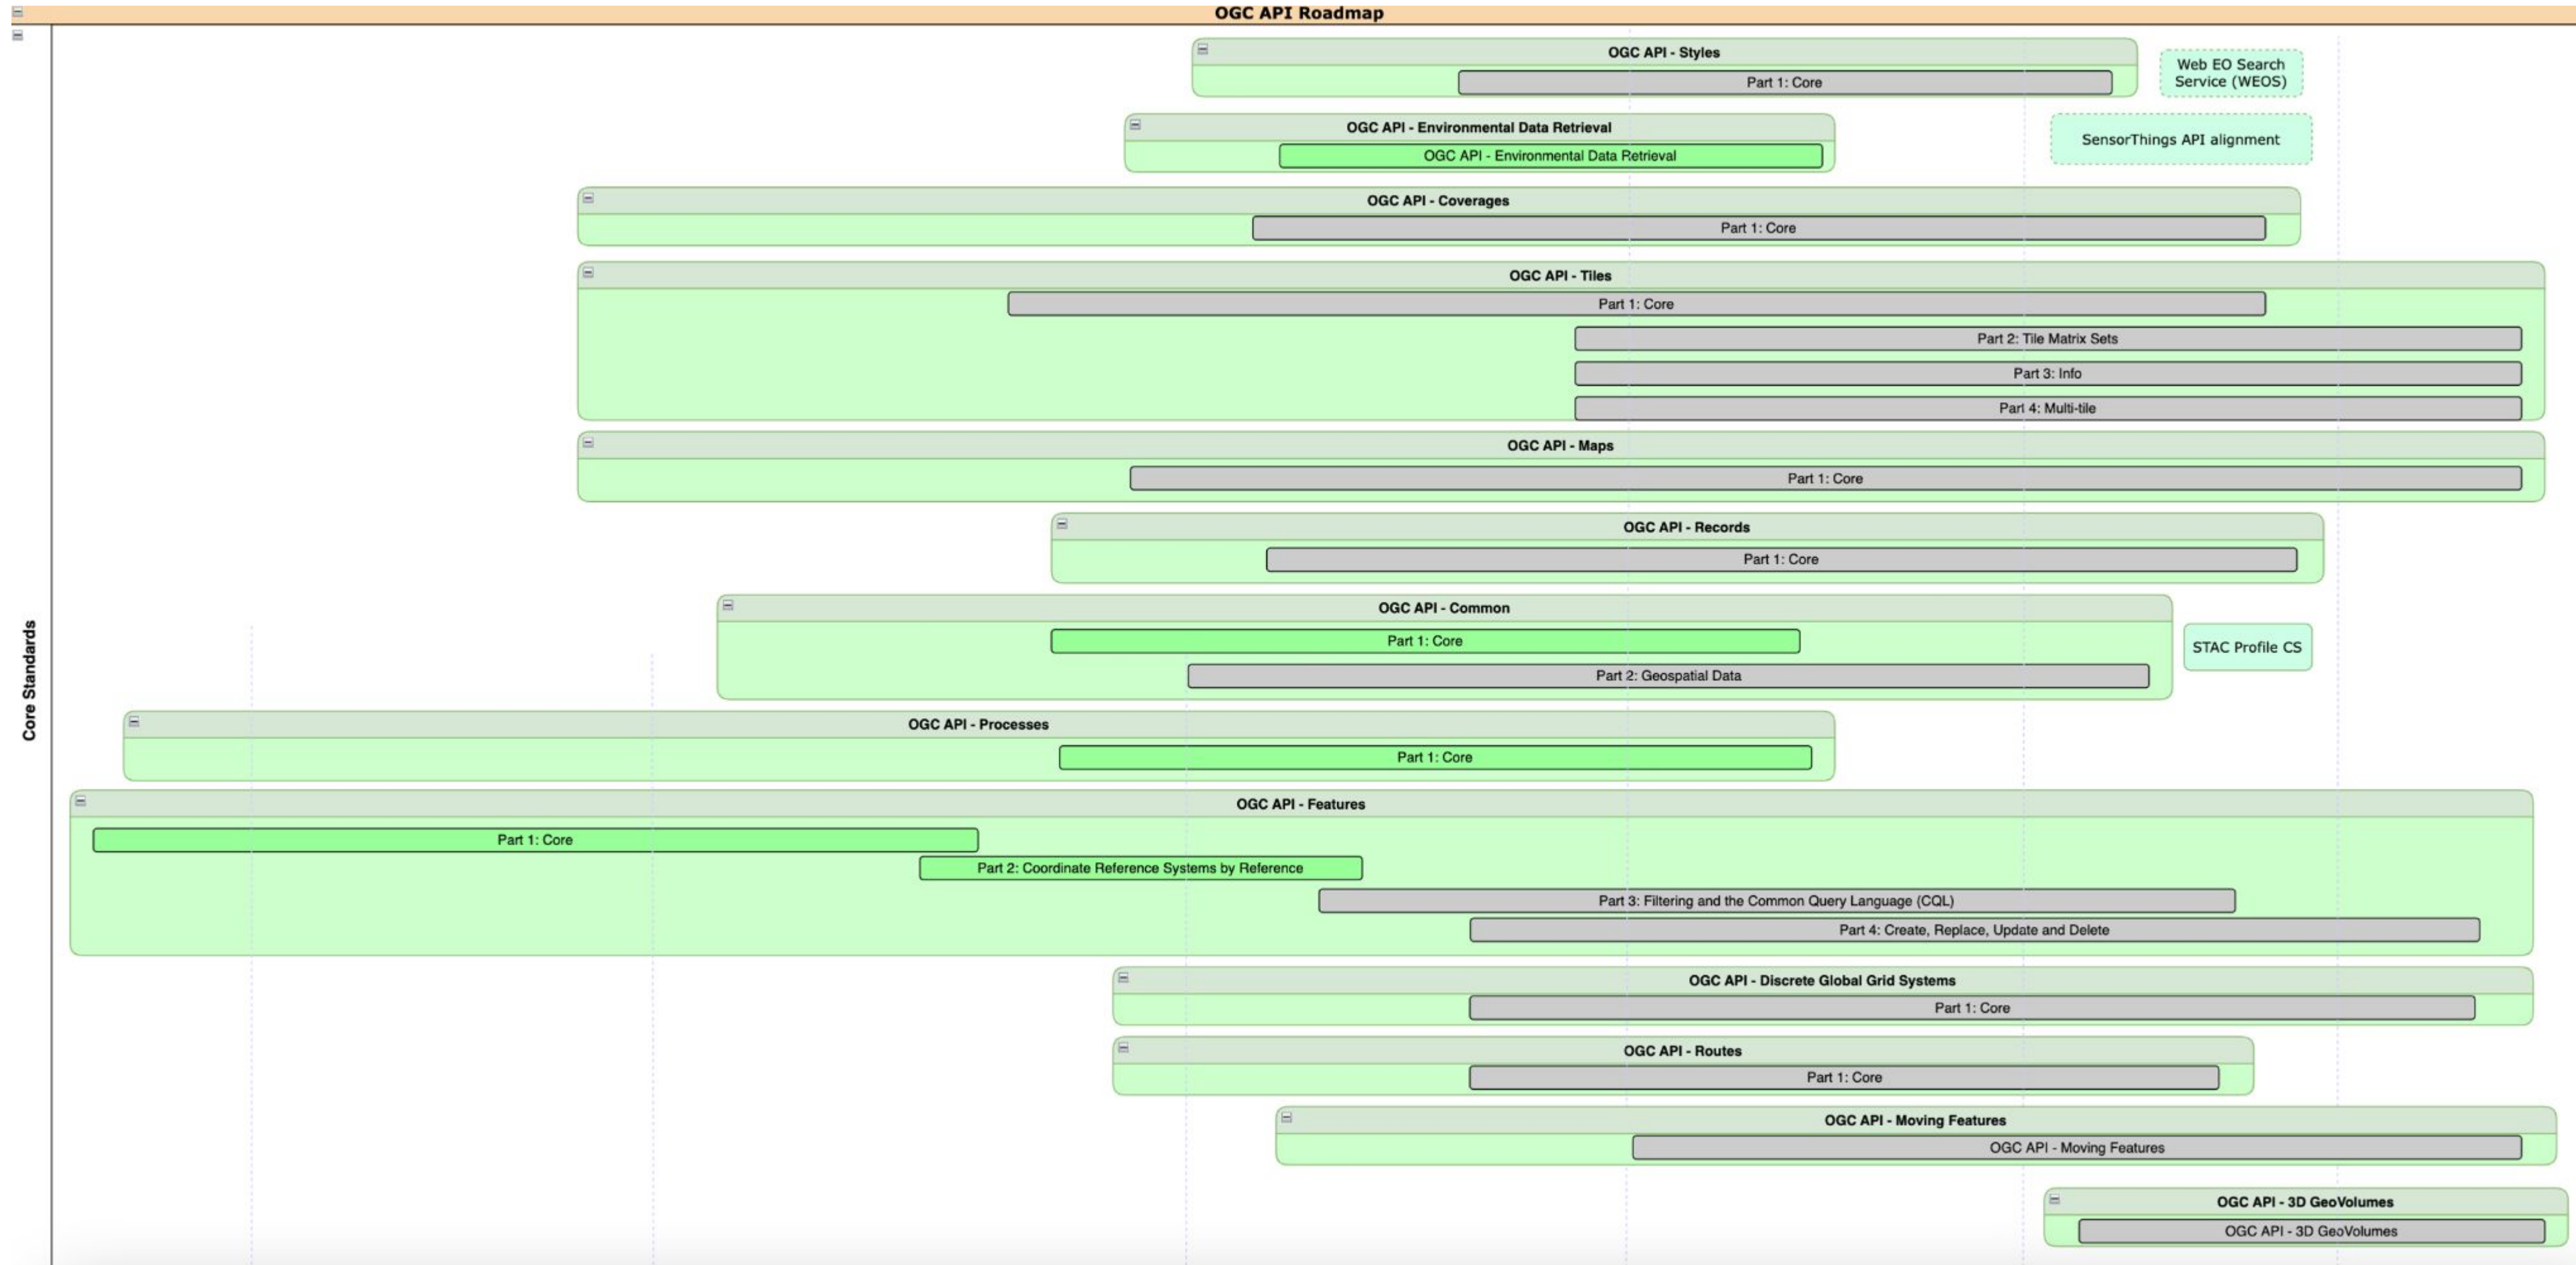 OGC API Roadmap
Core Standards
OGC API - Styles
Part 1: Core
Web EO Search
Service (WEOS)
OGC API - Environmental Data Retrieval
OGC API - Environmental Data Retrieval
SensorThings API alignment
OGC API - Coverages
Part 1: Core
OGC API - Tiles
Part 1: Core
Part 2: Tile Matrix Sets
Part 3: Info
Part 4: Multi-tile
OGC API - Maps
Part 1: Core
OGC API - Records
Part 1: Core
OGC API - Common
Part 1: Core
Part 2: Geospatial Data
STAC Profile CS
OGC API - Processes
Part 1: Core
OGC API - Features
Part 1: Core
Part 2: Coordinate Reference Systems by Reference
Part 3: Filtering and the Common Query Language (CQL)
Part 4: Create, Replace, Update and Delete
OGC API - Discrete Global Grid Systems
Part 1: Core
OGC API - Routes
Part 1: Core
OGC API - Moving Features
OGC API - Moving Features
OGC API - 3D GeoVolumes
OGC API - 3D GeoVolumes